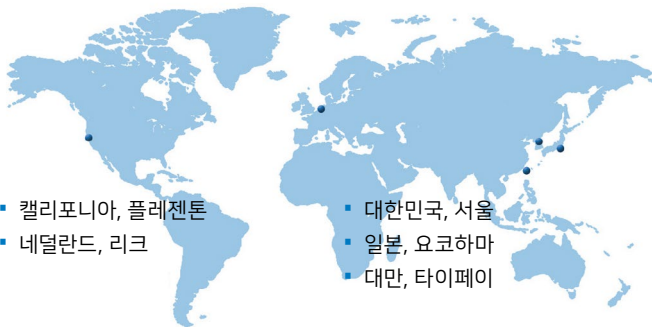 ▪ 캘리포니아, 플레젠톤
▪ 네덜란드, 리크
▪ 대한민국, 서울
▪ 일본, 요코하마
▪ 대만, 타이페이